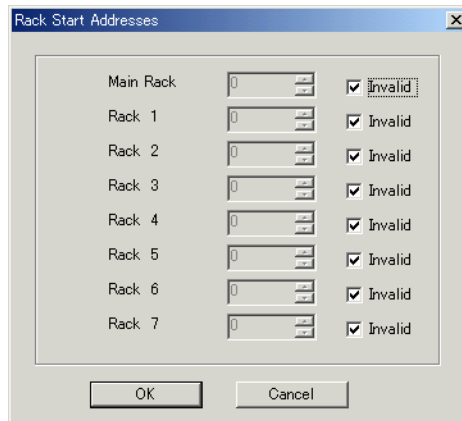 Rack Start Addresses
Main Rack 0 Invalid
Rack 1 0 Invalid
Rack 2 0 Invalid
Rack 3 0 Invalid
Rack 4 0 Invalid
Rack 5 0 Invalid
Rack 6 0 Invalid
Rack 7 0 Invalid
OK Cancel